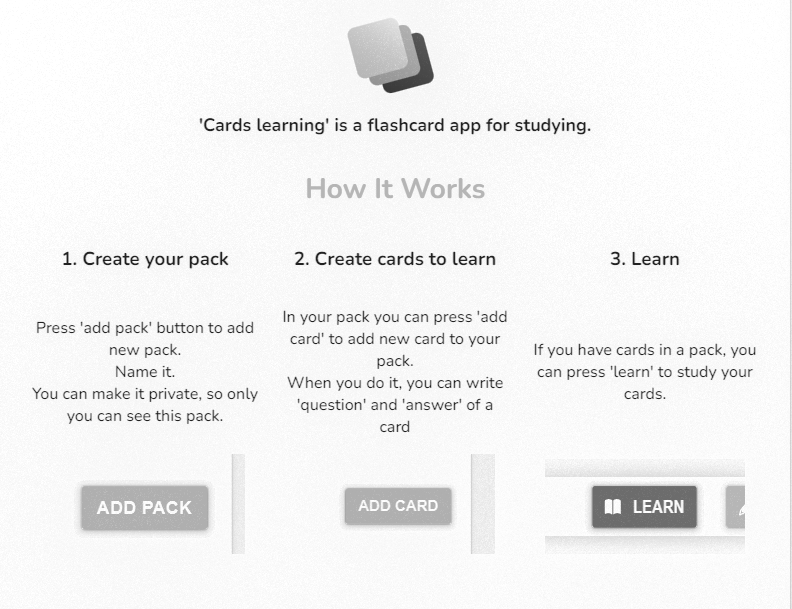 'Cards learning' is a flashcard app for studying.
How It Works
1. Create your pack
Press 'add pack' button to add
new pack.
Name it.
You can make it private, so only
you can see this pack.
ADD PACK
2. Create cards to learn
In your pack you can press 'add
card' to add new card to your
pack.
When you do it, you can write
'question' and 'answer' of a
card
ADD CARD
3. Learn
If you have cards in a pack, you
can press 'learn' to study your
cards.
LEARN